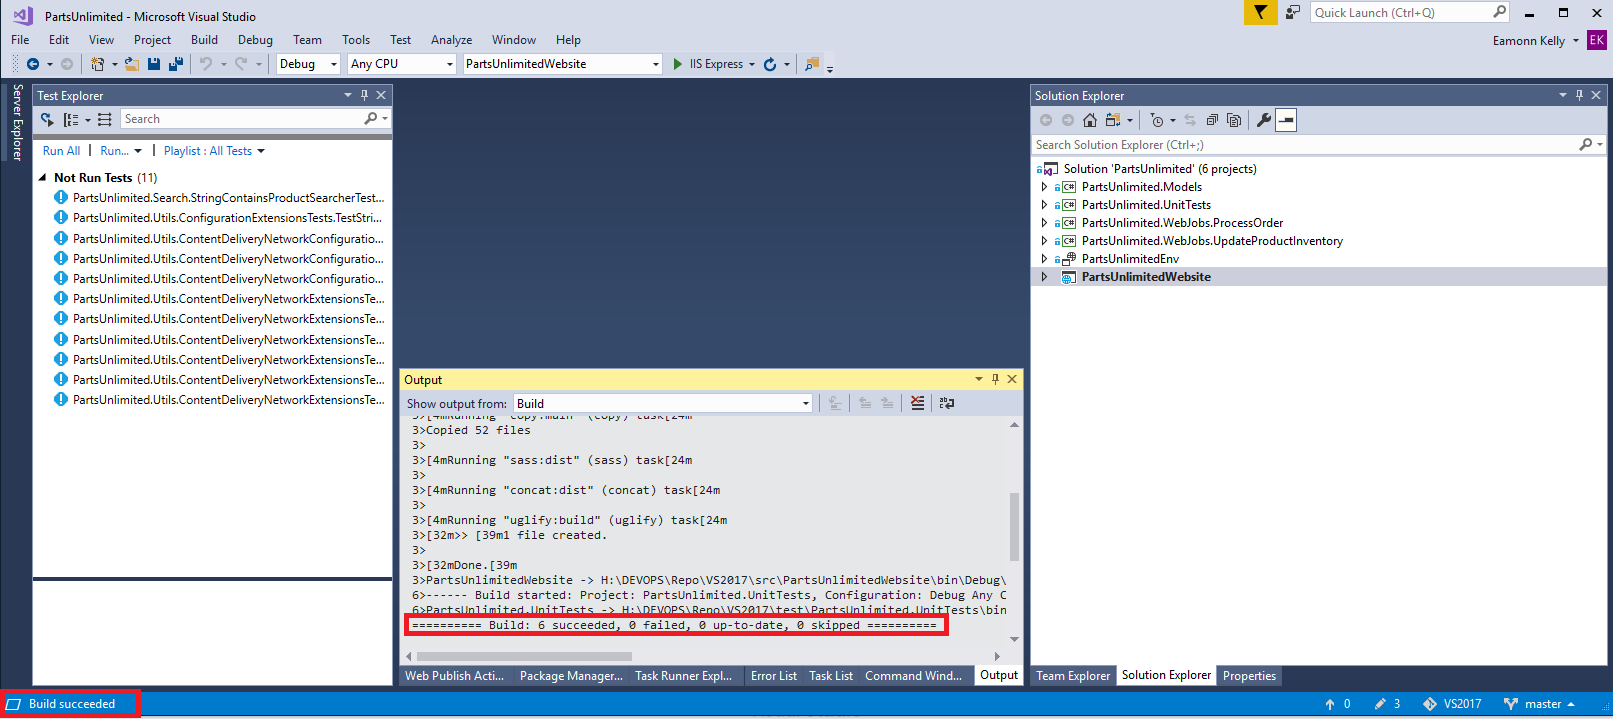 PartsUnlimited - Microsoft Visual Studio
Quick Launch (Ctrl+Q)
File Edit View Project Build Debug Team Tools Test Analyze Window Help
Eamonn Kelly EK
Debug Any CPU PartsUnlimitedWebsite IIS Express
Server Explorer
Test Explorer
Search
Run All | Run... | Playlist : All Tests
Not Run Tests (11)
PartsUnlimited.Search.StringContainsProductSearcherTest...
PartsUnlimited.Utils.ConfigurationExtensionsTests.TestStri...
PartsUnlimited.Utils.ContentDeliveryNetworkConfiguratio...
PartsUnlimited.Utils.ContentDeliveryNetworkConfiguratio...
PartsUnlimited.Utils.ContentDeliveryNetworkConfiguratio...
PartsUnlimited.Utils.ContentDeliveryNetworkExtensionsTe...
PartsUnlimited.Utils.ContentDeliveryNetworkExtensionsTe...
PartsUnlimited.Utils.ContentDeliveryNetworkExtensionsTe...
PartsUnlimited.Utils.ContentDeliveryNetworkExtensionsTe...
PartsUnlimited.Utils.ContentDeliveryNetworkExtensionsTe...
PartsUnlimited.Utils.ContentDeliveryNetworkExtensionsTe...
Output
Show output from: Build
3>[4mRunning "copy:main" (copy) task[24m
3>Copied 52 files
3>
3>[4mRunning "sass:dist" (sass) task[24m
3>
3>[4mRunning "concat:dist" (concat) task[24m
3>
3>[4mRunning "uglify:build" (uglify) task[24m
3>[32m>> [39m1 file created.
3>
3>[32mDone.[39m
3>PartsUnlimitedWebsite -> H:\DEVOPS\Repo\VS2017\src\PartsUnlimitedWebsite\bin\Debug\
6>------ Build started: Project: PartsUnlimited.UnitTests, Configuration: Debug Any C
6>PartsUnlimited.UnitTests -> H:\DEVOPS\Repo\VS2017\test\PartsUnlimited.UnitTests\bin
========== Build: 6 succeeded, 0 failed, 0 up-to-date, 0 skipped ==========
Web Publish Acti... Package Manager... Task Runner Expl... Error List Task List Command Wind... Output
Solution Explorer
Search Solution Explorer (Ctrl+;)
Solution 'PartsUnlimited' (6 projects)
C# PartsUnlimited.Models
C# PartsUnlimited.UnitTests
C# PartsUnlimited.WebJobs.ProcessOrder
C# PartsUnlimited.WebJobs.UpdateProductInventory
PartsUnlimitedEnv
PartsUnlimitedWebsite
Team Explorer Solution Explorer Properties
Build succeeded
0 3 VS2017 master